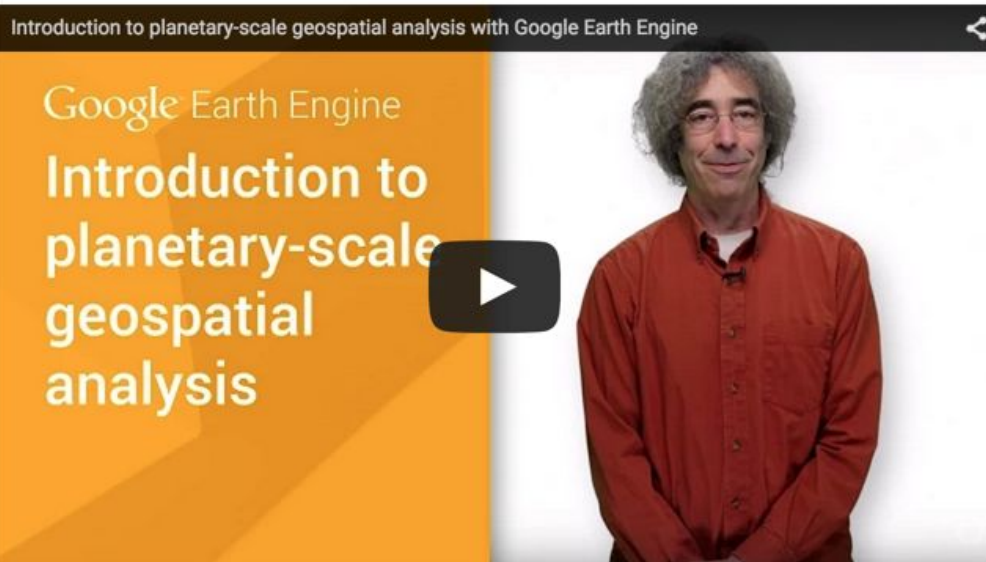 Introduction to planetary-scale geospatial analysis with Google Earth Engine
Google Earth Engine
Introduction to
planetary-scale
geospatial
analysis